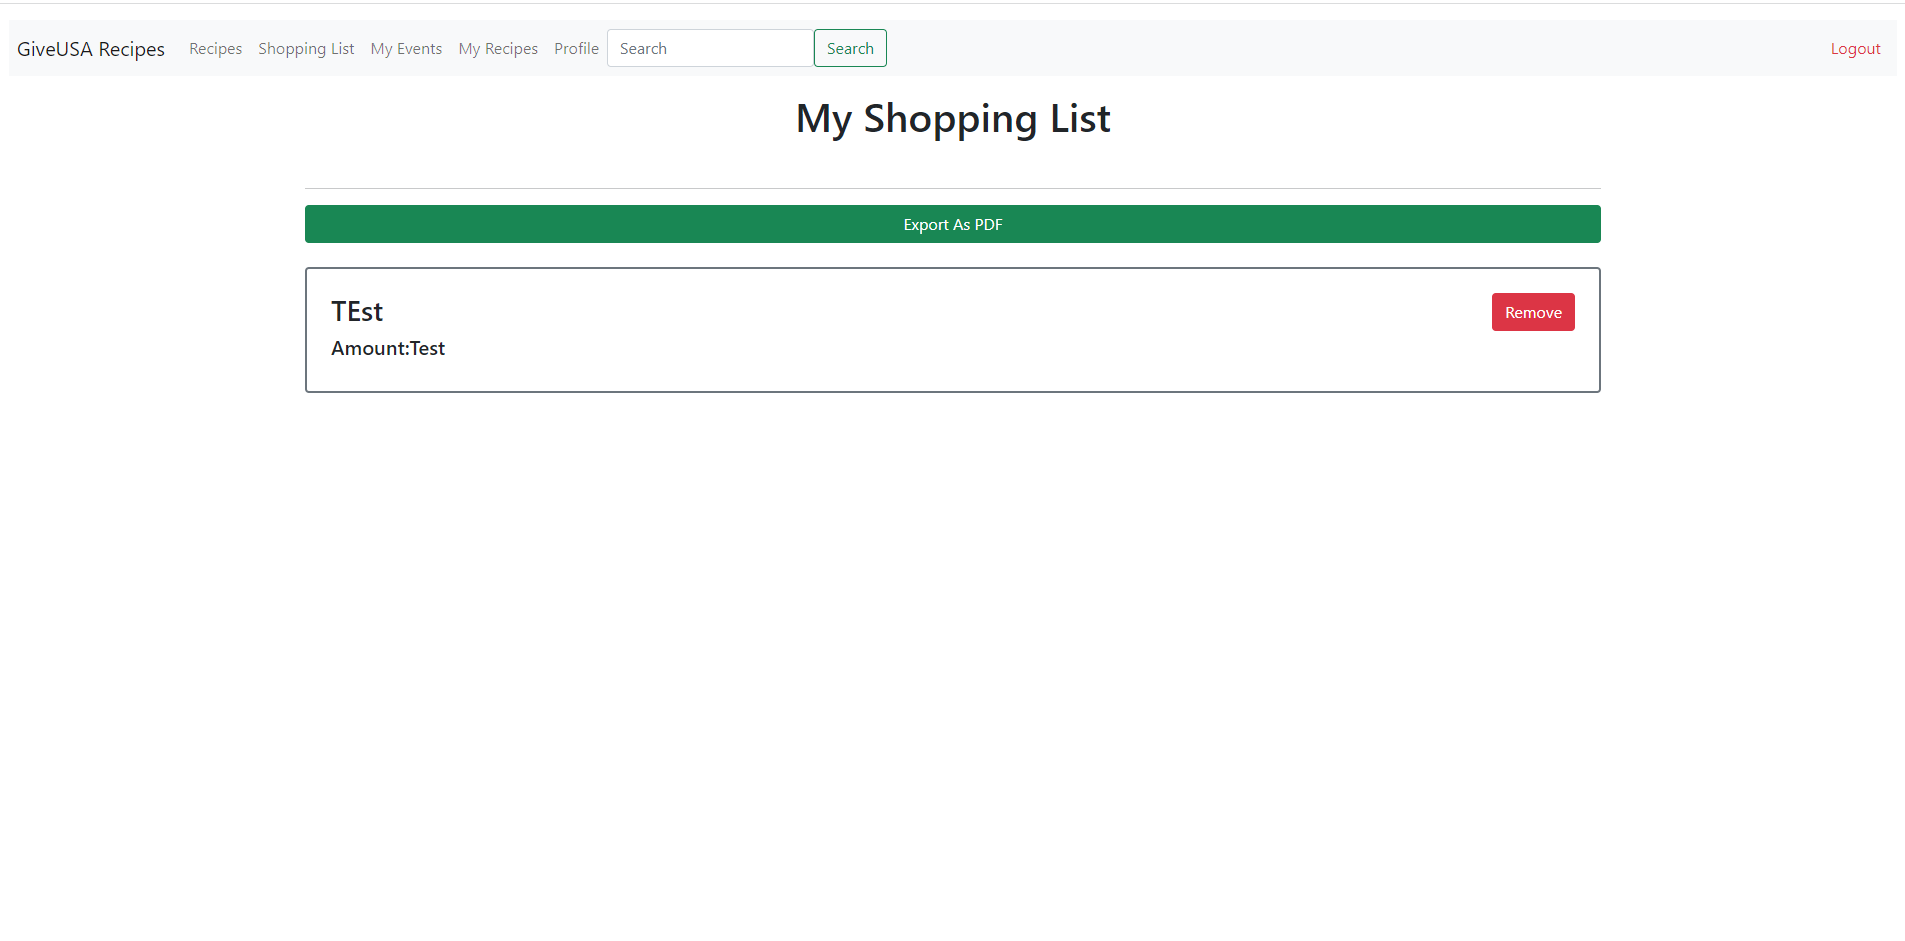 GiveUSA Recipes Recipes Shopping List My Events My Recipes Profile Search Search Logout
My Shopping List
Export As PDF
TEst Remove
Amount:Test